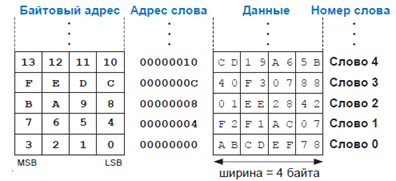 Байтовый адрес Адрес слова Данные Номер слова
13 12 11 10 00000010 C D 1 9 A 6 5 B Слово 4
F E D C 0000000C 4 0 F 3 0 7 8 8 Слово 3
B A 9 8 00000008 0 1 E E 2 8 4 2 Слово 2
7 6 5 4 00000004 F 2 F 1 A C 0 7 Слово 1
3 2 1 0 00000000 A B C D E F 7 8 Слово 0
MSB LSB
ширина = 4 байта